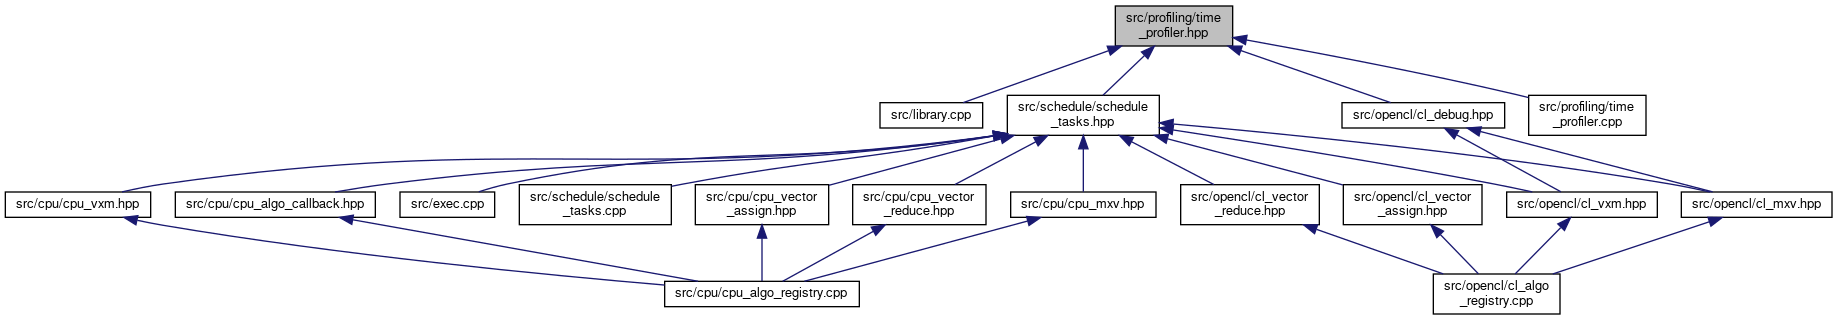 src/profiling/time
_profiler.hpp
src/library.cpp
src/schedule/schedule
_tasks.hpp
src/opencl/cl_debug.hpp
src/profiling/time
_profiler.cpp
src/cpu/cpu_vxm.hpp
src/cpu/cpu_algo_callback.hpp
src/exec.cpp
src/schedule/schedule
_tasks.cpp
src/cpu/cpu_vector
_assign.hpp
src/cpu/cpu_vector
_reduce.hpp
src/cpu/cpu_mxv.hpp
src/opencl/cl_vector
_reduce.hpp
src/opencl/cl_vector
_assign.hpp
src/opencl/cl_vxm.hpp
src/opencl/cl_mxv.hpp
src/cpu/cpu_algo_registry.cpp
src/opencl/cl_algo
_registry.cpp